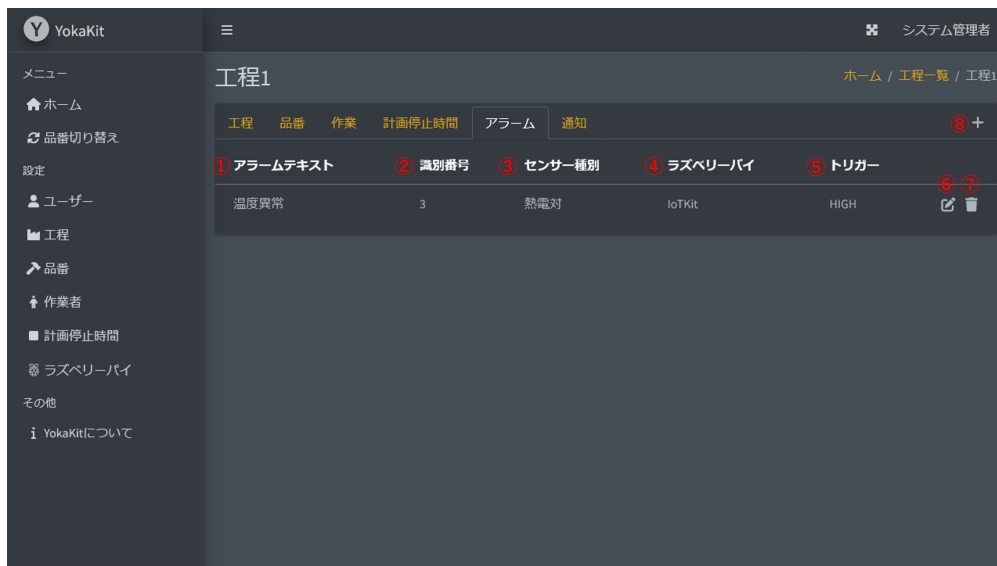 Y YokaKit
システム管理者
メニュー
ホーム
品番切り替え
設定
ユーザー
工程
品番
作業者
計画停止時間
ラズベリーパイ
その他
i YokaKitについて
工程1
ホーム / 工程一覧 / 工程1
工程 品番 作業 計画停止時間 アラーム 通知 ⑧ +
① アラームテキスト ② 識別番号 ③ センサー種別 ④ ラズベリーパイ ⑤ トリガー
⑥ ⑦
温度異常 3 熱電対 IoTKit HIGH